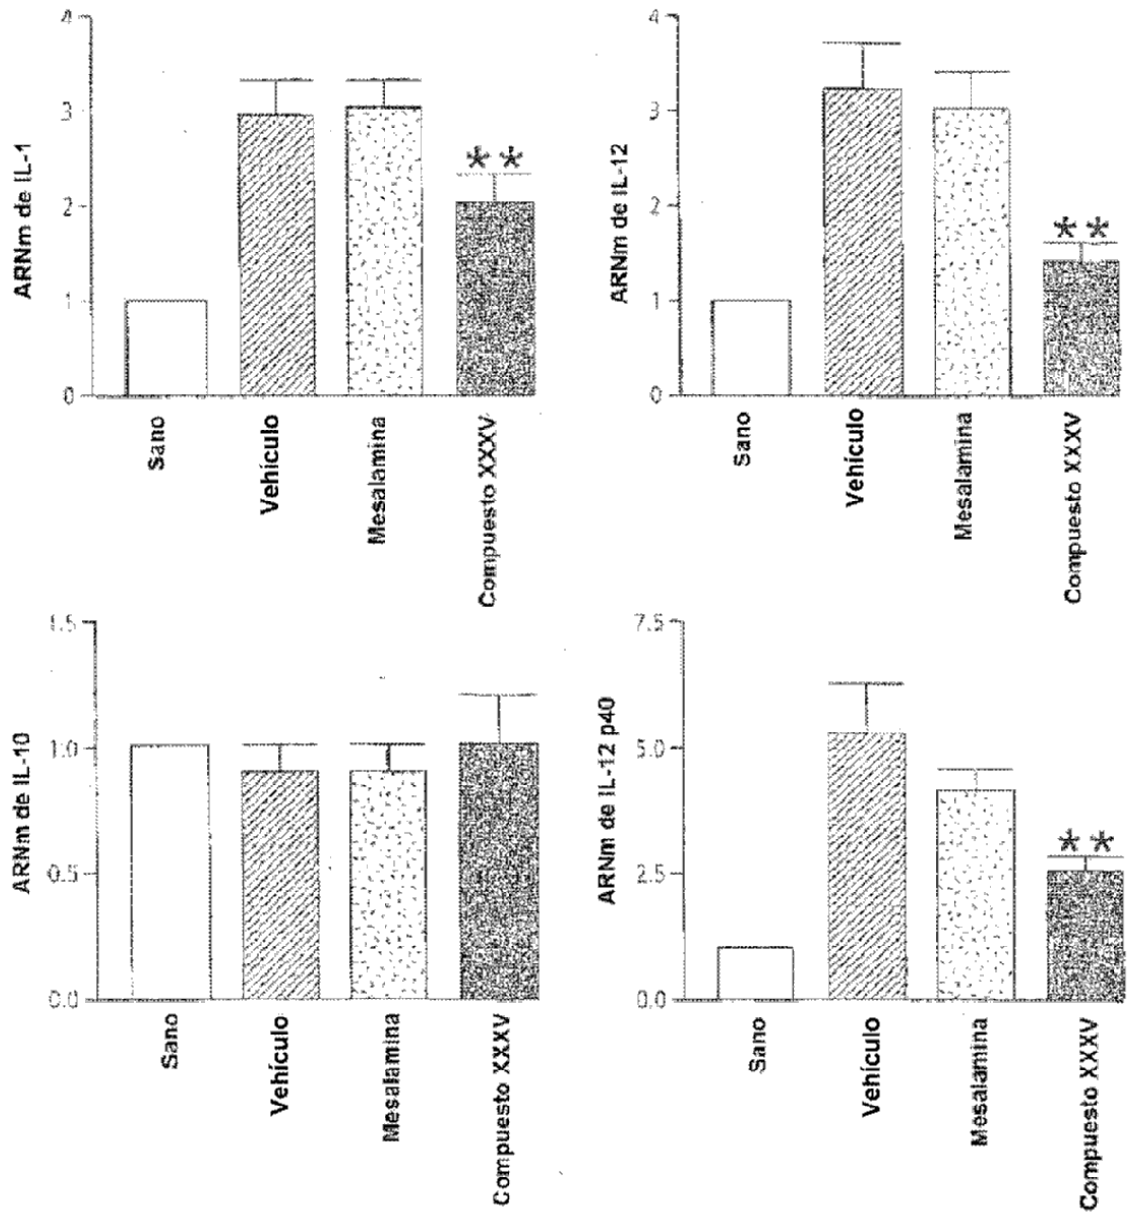 4
3
2
1
0
ARNm de IL-1
**
Sano
Vehículo
Mesalamina
Compuesto XXXV
4
3
2
1
0
ARNm de IL-12
**
Sano
Vehículo
Mesalamina
Compuesto XXXV
1.5
1.0
0.5
0.0
ARNm de IL-10
Sano
Vehículo
Mesalamina
Compuesto XXXV
7.5
5.0
2.5
0.0
ARNm de IL-12 p40
**
Sano
Vehículo
Mesalamina
Compuesto XXXV